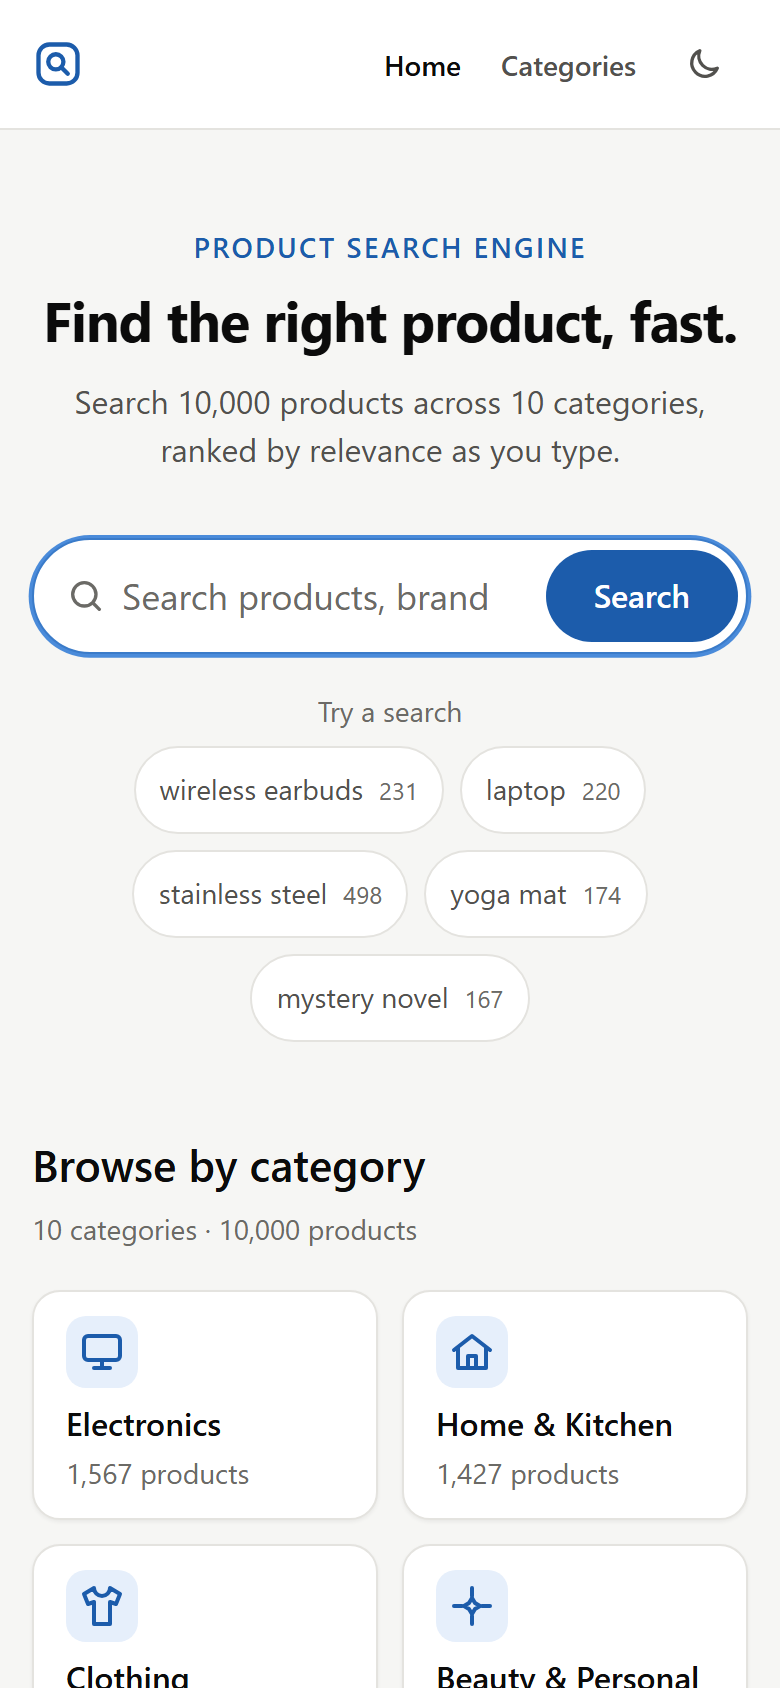 Home Categories
PRODUCT SEARCH ENGINE
Find the right product, fast.
Search 10,000 products across 10 categories,
ranked by relevance as you type.
Search products, brand Search
Try a search
wireless earbuds 231 laptop 220
stainless steel 498 yoga mat 174
mystery novel 167
Browse by category
10 categories · 10,000 products
Electronics
1,567 products
Home & Kitchen
1,427 products
Clothing
Beauty & Personal